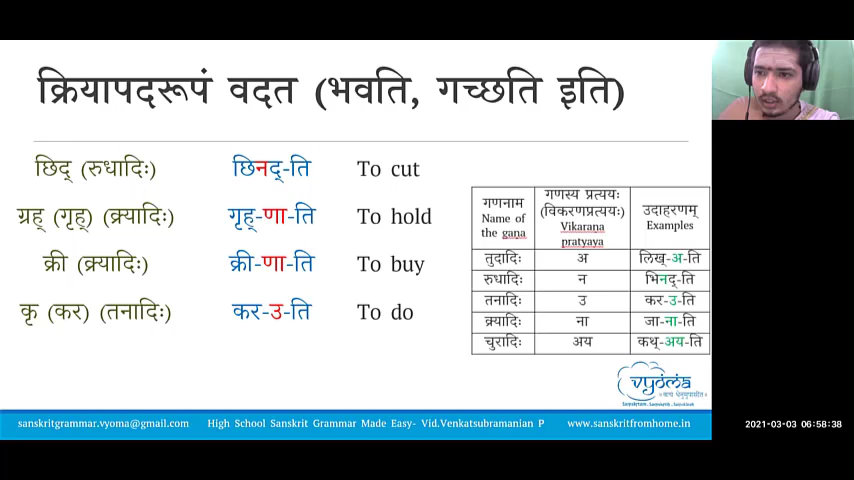 क्रियापदरूपं वदत (भवति, गच्छति इति)
छिद् (रुधादिः) छिनद्-ति To cut
ग्रह् (गृह्) (क्र्यादिः) गृह्-णा-ति To hold
क्री (क्र्यादिः) क्री-णा-ति To buy
कृ (कर) (तनादिः) कर-उ-ति To do
गणनाम Name of the gana गणस्य प्रत्ययः (विकरणप्रत्ययः) Vikarana pratyaya उदाहरणम् Examples
तुदादिः अ लिख्-अ-ति
रुधादिः न भिनद्-ति
तनादिः उ कर-उ-ति
क्र्यादिः ना जा-ना-ति
चुरादिः अय कथ्-अय-ति
vyoma
sanskritgrammar.vyoma@gmail.com High School Sanskrit Grammar Made Easy- Vid.Venkatsubramanian P www.sanskritfromhome.in
2021-03-03 06:58:38